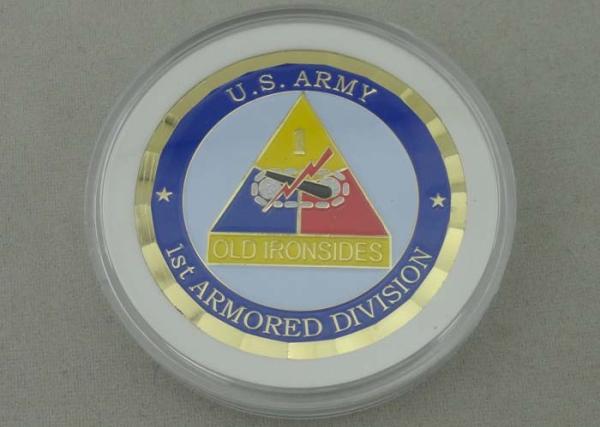 U.S. ARMY
1
OLD IRONSIDES
1st ARMORED DIVISION